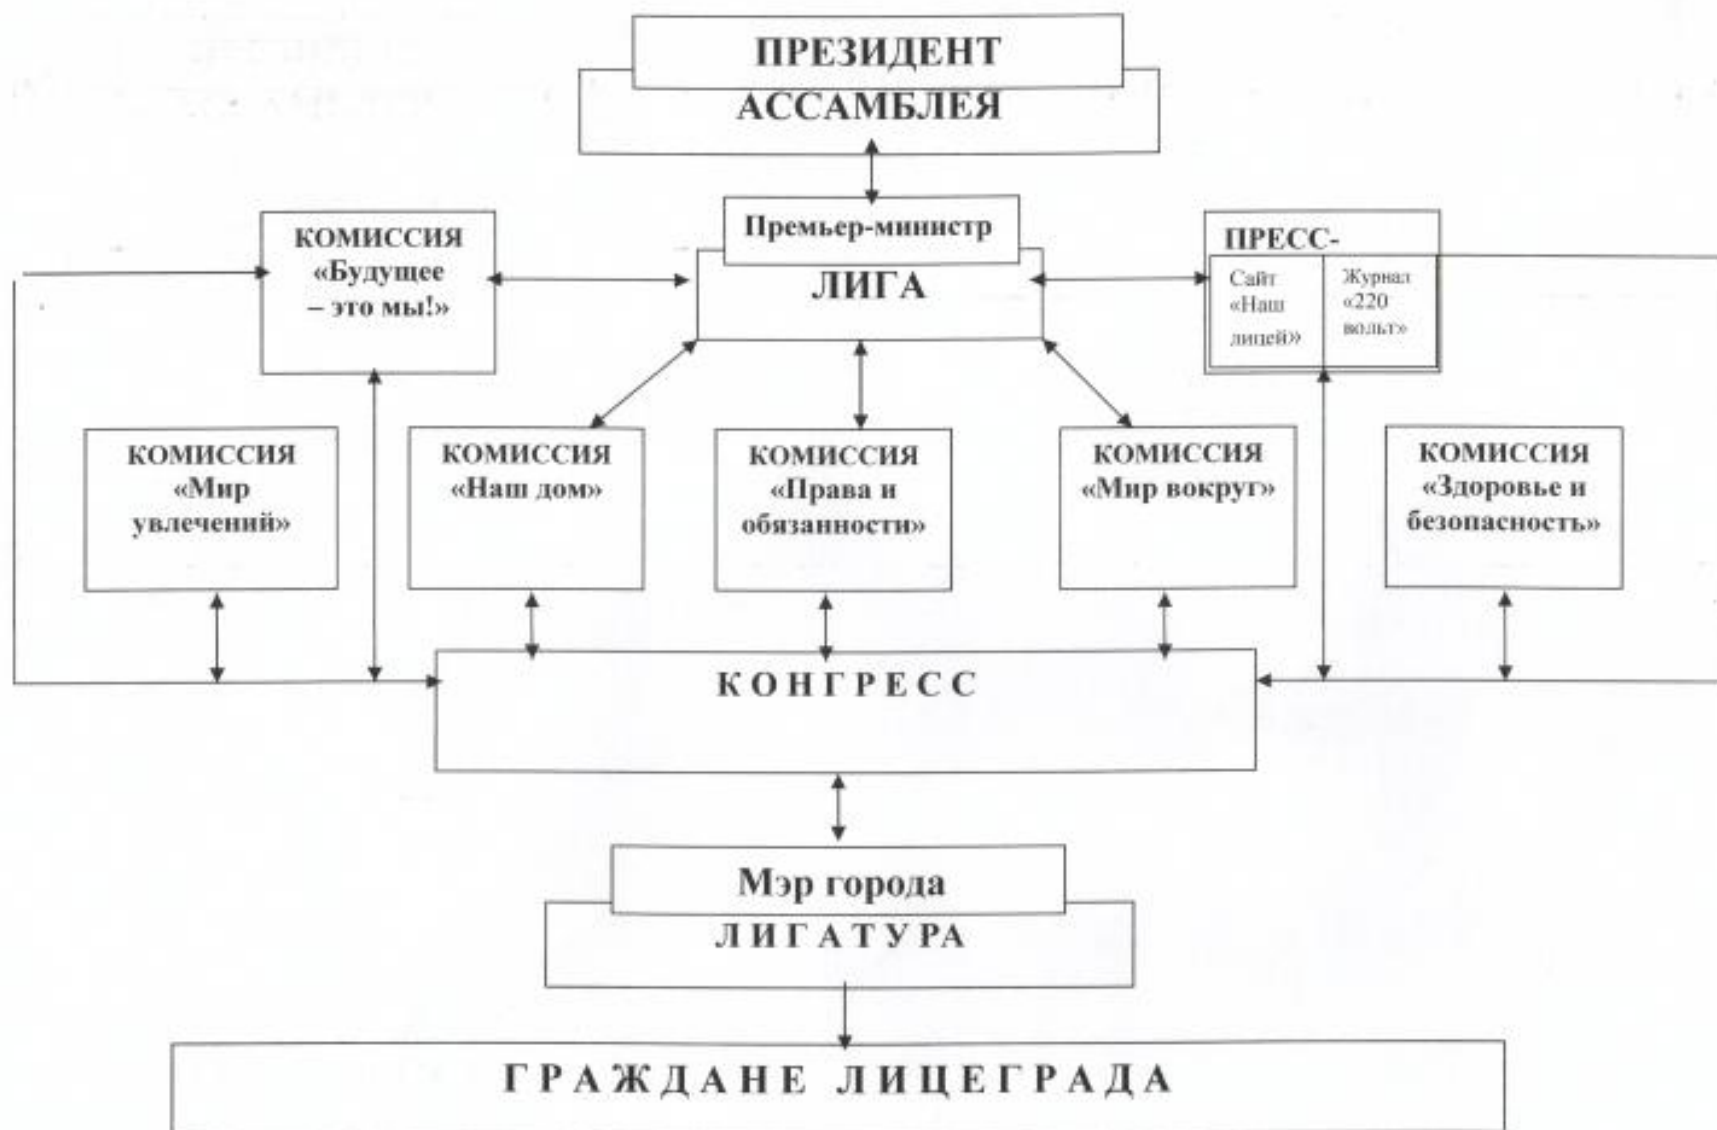 ПРЕЗИДЕНТ
АССАМБЛЕЯ
Премьер-министр
ЛИГА
КОМИССИЯ
«Будущее
– это мы!»
ПРЕСС-
Сайт
«Наш
лицей»
Журнал
«220
вольт»
КОМИССИЯ
«Мир
увлечений»
КОМИССИЯ
«Наш дом»
КОМИССИЯ
«Права и
обязанности»
КОМИССИЯ
«Мир вокруг»
КОМИССИЯ
«Здоровье и
безопасность»
КОНГРЕСС
Мэр города
ЛИГАТУРА
ГРАЖДАНЕ ЛИЦЕГРАДА